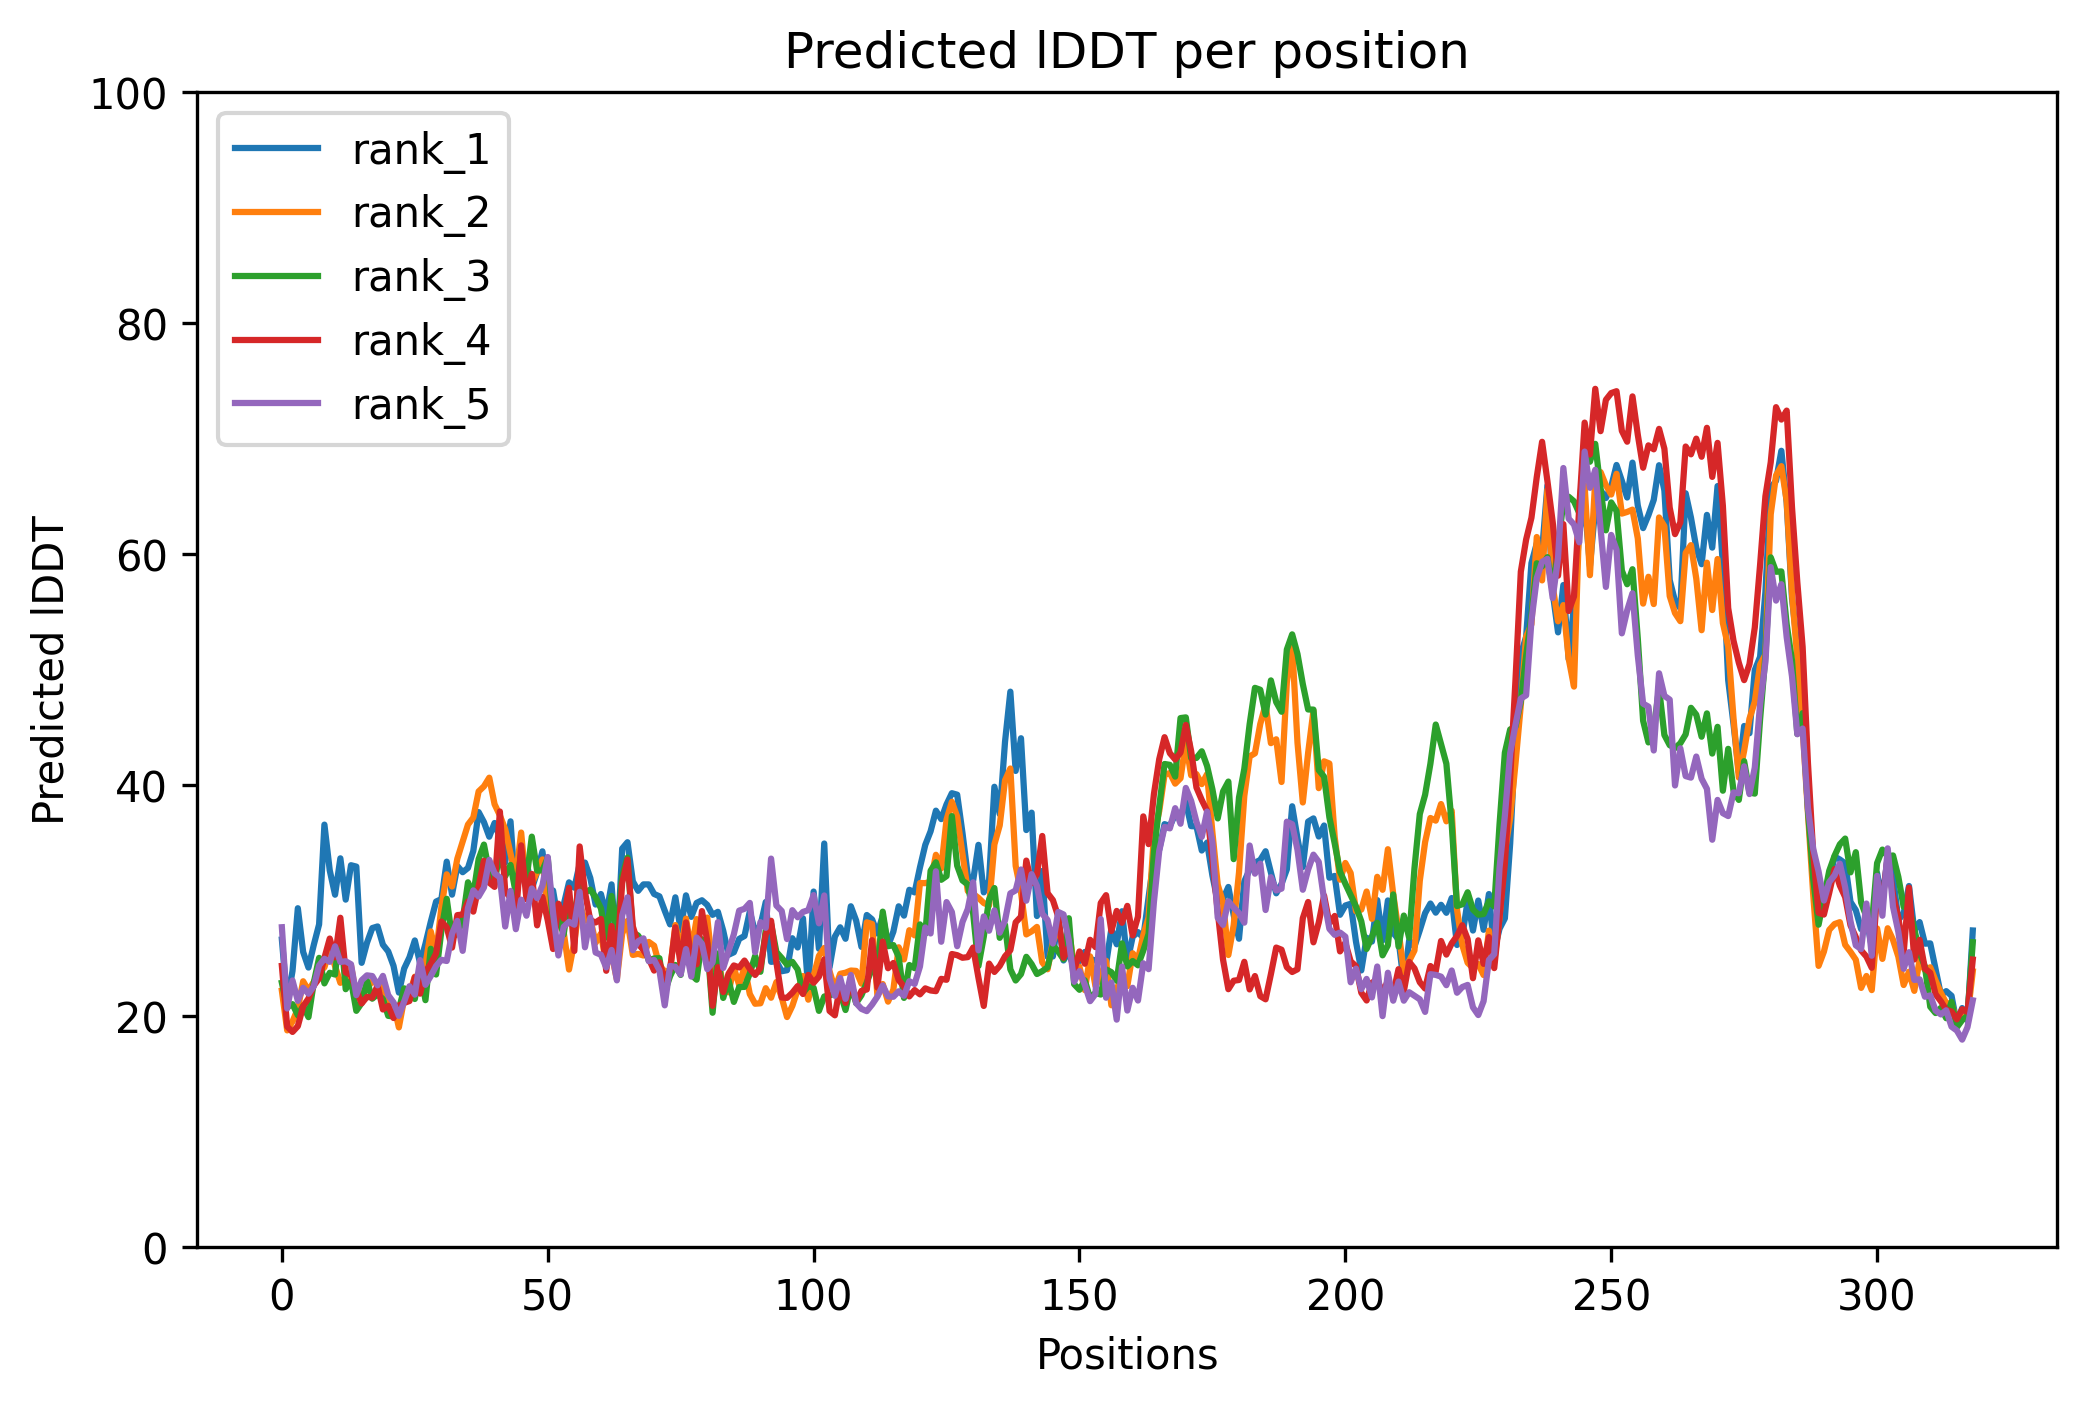 Predicted lDDT per position
100
80
60
40
20
0
Predicted lDDT
rank_1
rank_2
rank_3
rank_4
rank_5
0 50 100 150 200 250 300
Positions